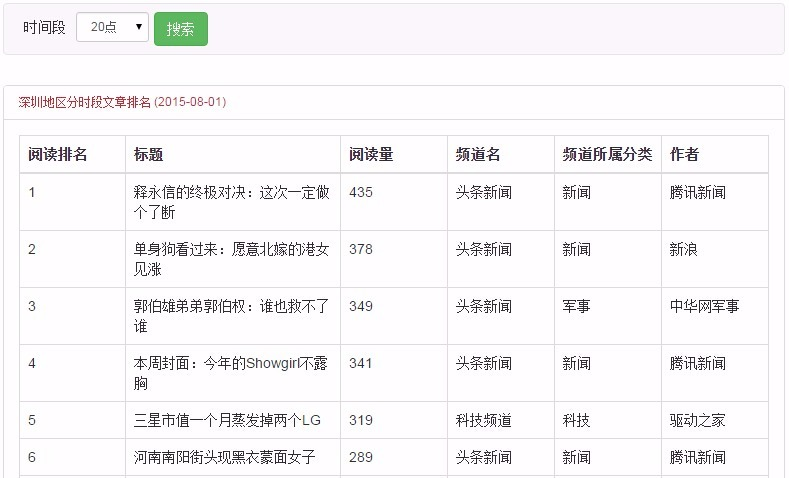 时间段 20点 搜索
深圳地区分时段文章排名 (2015-08-01)
阅读排名 标题 阅读量 频道名 频道所属分类 作者
1 释永信的终极对决：这次一定做 435 头条新闻 新闻 腾讯新闻
个了断
2 单身狗看过来：愿意北嫁的港女 378 头条新闻 新闻 新浪
见涨
3 郭伯雄弟弟郭伯权：谁也救不了 349 头条新闻 军事 中华网军事
谁
4 本周封面：今年的Showgirl不露 341 头条新闻 新闻 腾讯新闻
胸
5 三星市值一个月蒸发掉两个LG 319 科技频道 科技 驱动之家
6 河南南阳街头现黑衣蒙面女子 289 头条新闻 新闻 腾讯新闻